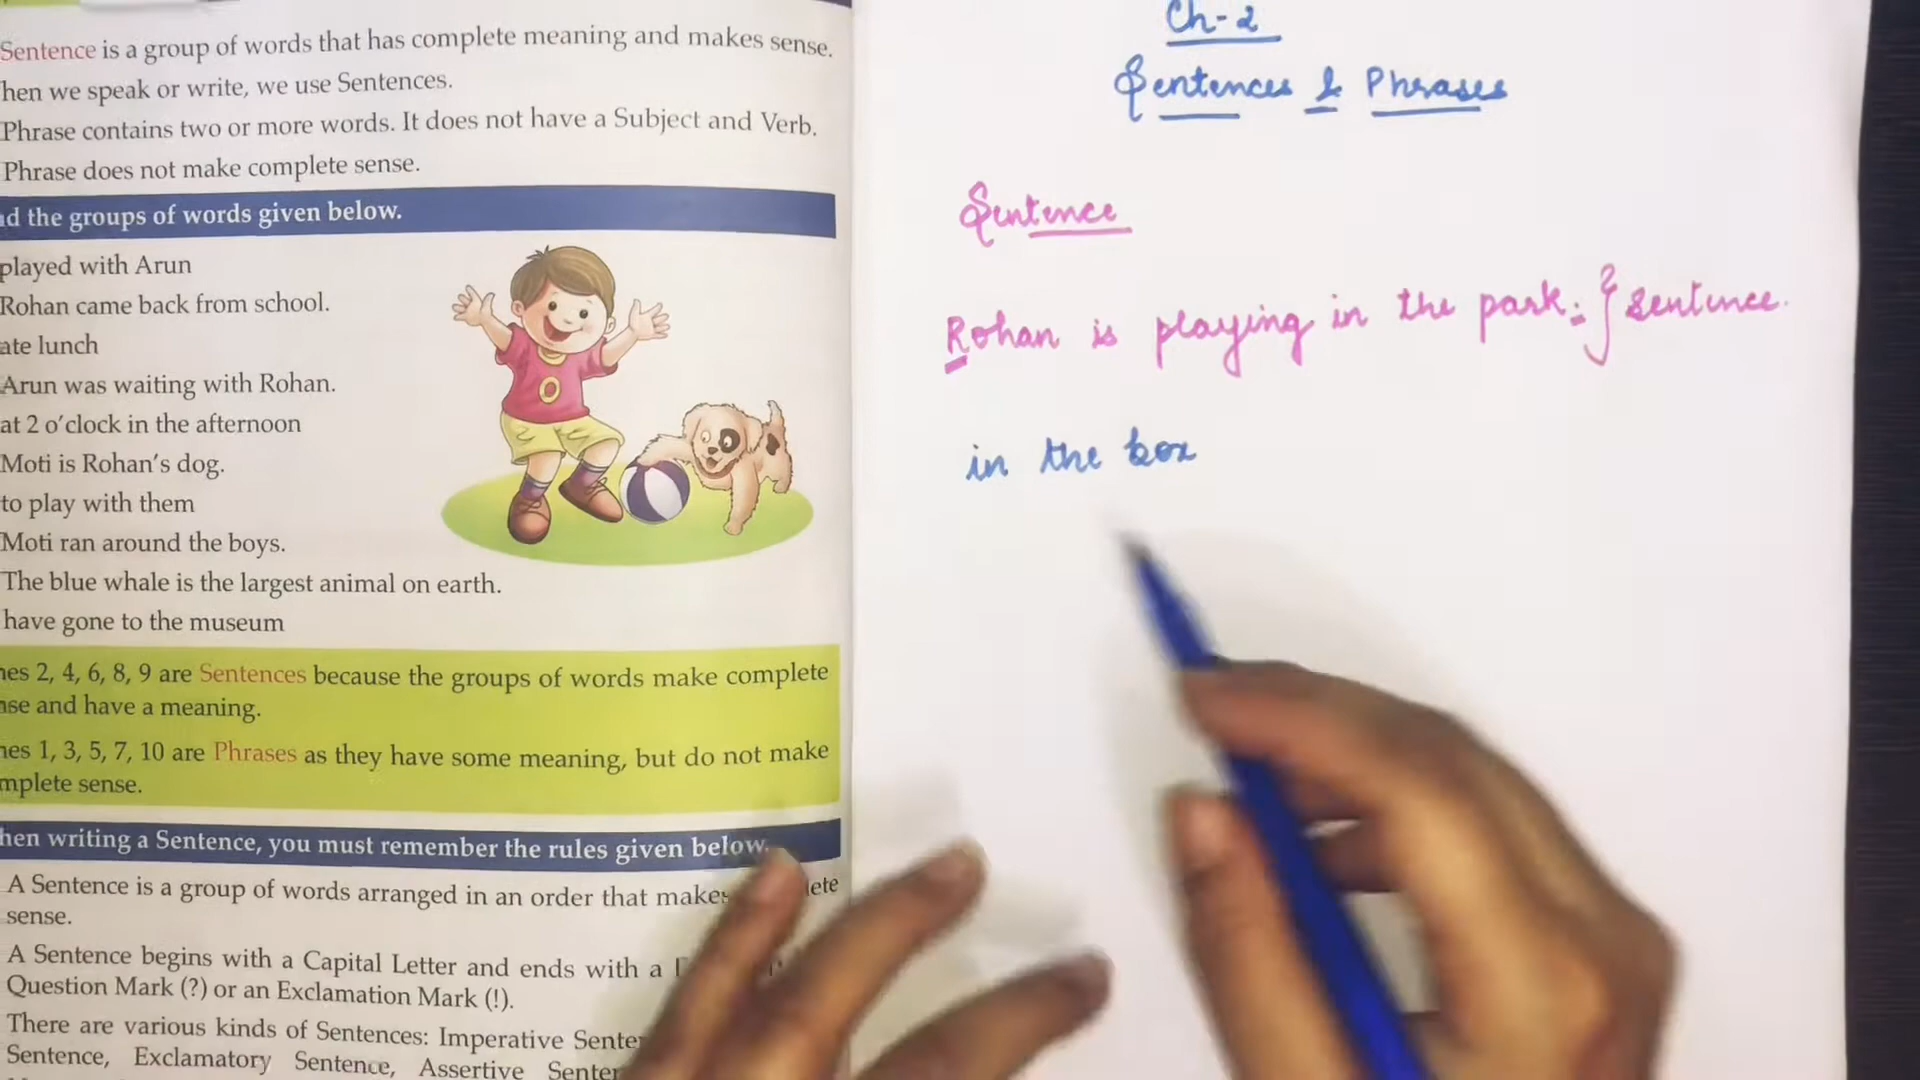 Sentence is a group of words that has complete meaning and makes sense.
hen we speak or write, we use Sentences.
Phrase contains two or more words. It does not have a Subject and Verb.
Phrase does not make complete sense.
d the groups of words given below.
played with Arun
Rohan came back from school.
ate lunch
Arun was waiting with Rohan.
at 2 o'clock in the afternoon
Moti is Rohan's dog.
to play with them
Moti ran around the boys.
The blue whale is the largest animal on earth.
have gone to the museum
nes 2, 4, 6, 8, 9 are Sentences because the groups of words make complete
nse and have a meaning.
nes 1, 3, 5, 7, 10 are Phrases as they have some meaning, but do not make
mplete sense.
hen writing a Sentence, you must remember the rules given below.
A Sentence is a group of words arranged in an order that makes lete
sense.
A Sentence begins with a Capital Letter and ends with a
Question Mark (?) or an Exclamation Mark (!).
There are various kinds of Sentences: Imperative Senten
Sentence, Exclamatory Sentence, Assertive Senten
Ch-2
Sentences & Phrases
Sentence
Rohan is playing in the park. } sentence.
in the box